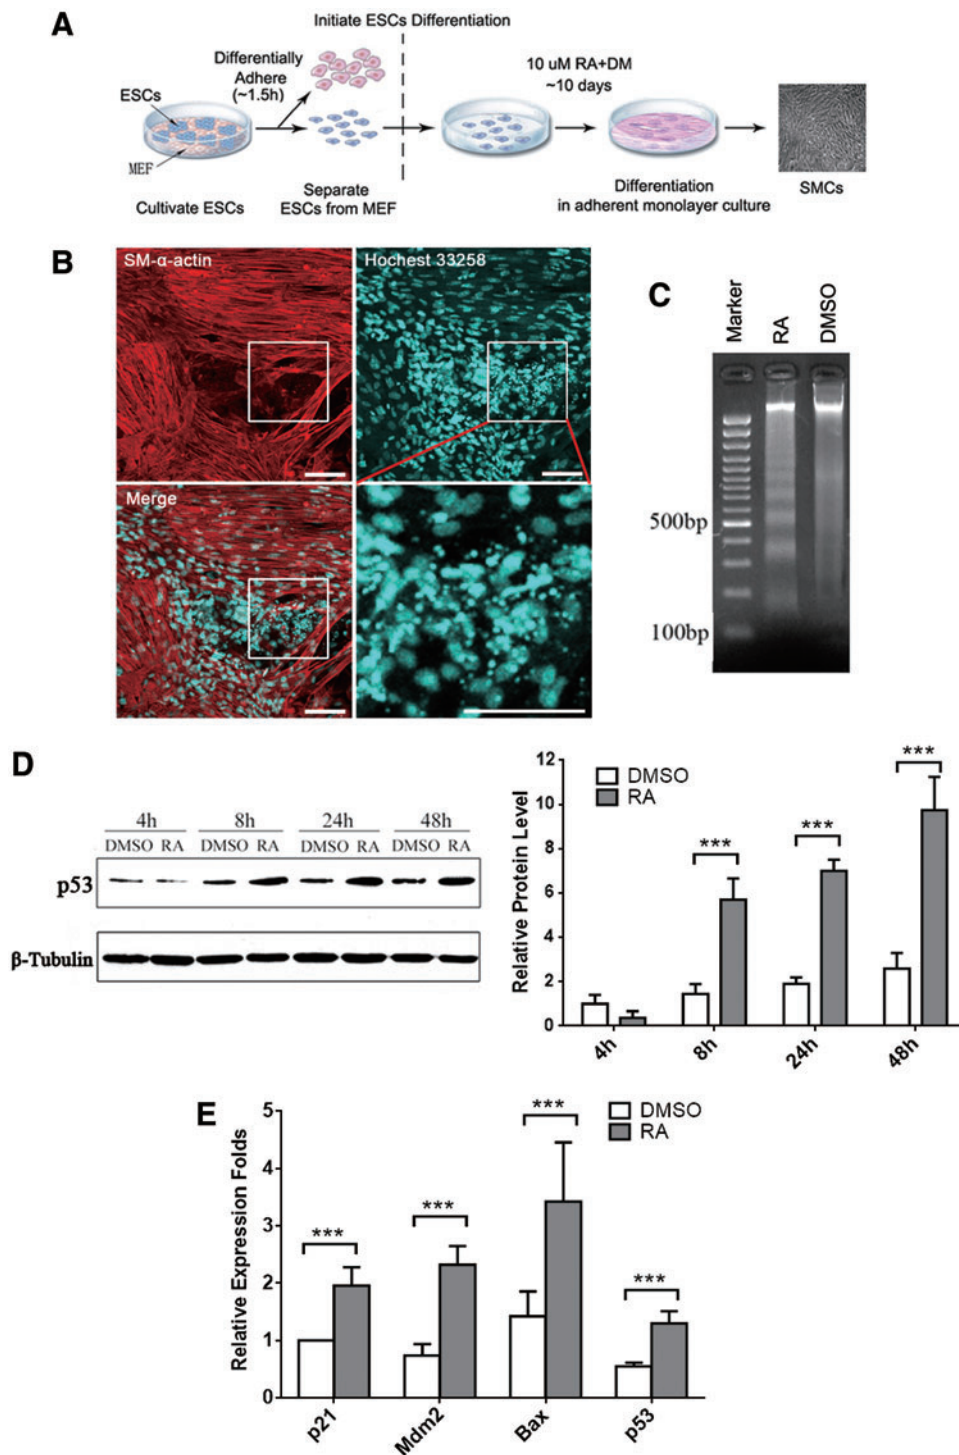 A
Initiate ESCs Differentiation
Differentially
Adhere
(~1.5h)
10 uM RA+DM
~10 days
ESCs
MEF
Cultivate ESCs
Separate
ESCs from MEF
Differentiation
in adherent monolayer culture
SMCs
B
SM-α-actin
Hochest 33258
Merge
C
Marker
RA
DMSO
500bp
100bp
D
4h 8h 24h 48h
DMSO RA DMSO RA DMSO RA DMSO RA
p53
β-Tubulin
Relative Protein Level
12
10
8
6
4
2
0
DMSO
RA
***
***
***
4h 8h 24h 48h
E
Relative Expression Folds
5
4
3
2
1
0
DMSO
RA
***
***
***
***
p21 Mdm2 Bax p53